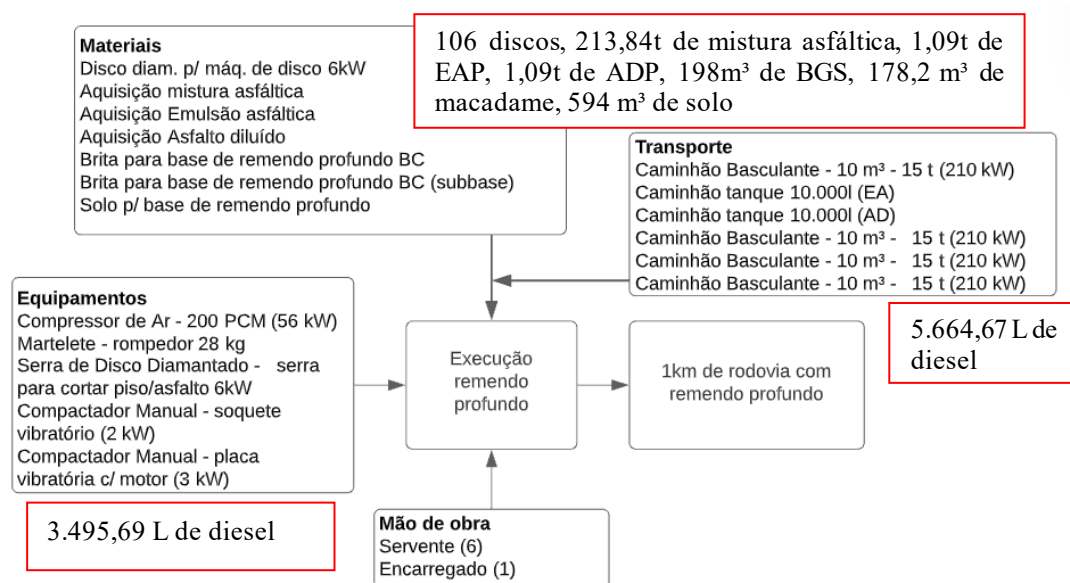 Materiais
Disco diam. p/ máq. de disco 6kW
Aquisição mistura asfáltica
Aquisição Emulsão asfáltica
Aquisição Asfalto diluído
Brita para base de remendo profundo BC
Brita para base de remendo profundo BC (subbase)
Solo p/ base de remendo profundo
106 discos, 213,84t de mistura asfáltica, 1,09t de
EAP, 1,09t de ADP, 198m³ de BGS, 178,2 m³ de
macadame, 594 m³ de solo
Transporte
Caminhão Basculante - 10 m³ - 15 t (210 kW)
Caminhão tanque 10.000l (EA)
Caminhão tanque 10.000l (AD)
Caminhão Basculante - 10 m³ - 15 t (210 kW)
Caminhão Basculante - 10 m³ - 15 t (210 kW)
Caminhão Basculante - 10 m³ - 15 t (210 kW)
5.664,67 L de
diesel
Equipamentos
Compressor de Ar - 200 PCM (56 kW)
Martelete - rompedor 28 kg
Serra de Disco Diamantado - serra
para cortar piso/asfalto 6kW
Compactador Manual - soquete
vibratório (2 kW)
Compactador Manual - placa
vibratória c/ motor (3 kW)
3.495,69 L de diesel
Execução
remendo
profundo
1km de rodovia com
remendo profundo
Mão de obra
Servente (6)
Encarregado (1)